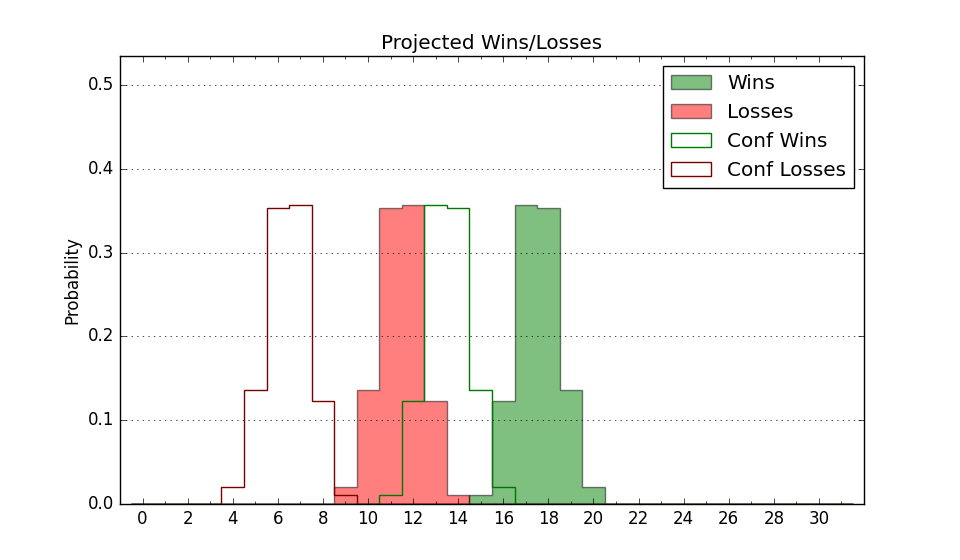 Projected Wins/Losses
Probability
0.5
0.4
0.3
0.2
0.1
0.0
0 2 4 6 8 10 12 14 16 18 20 22 24 26 28 30
Wins
Losses
Conf Wins
Conf Losses